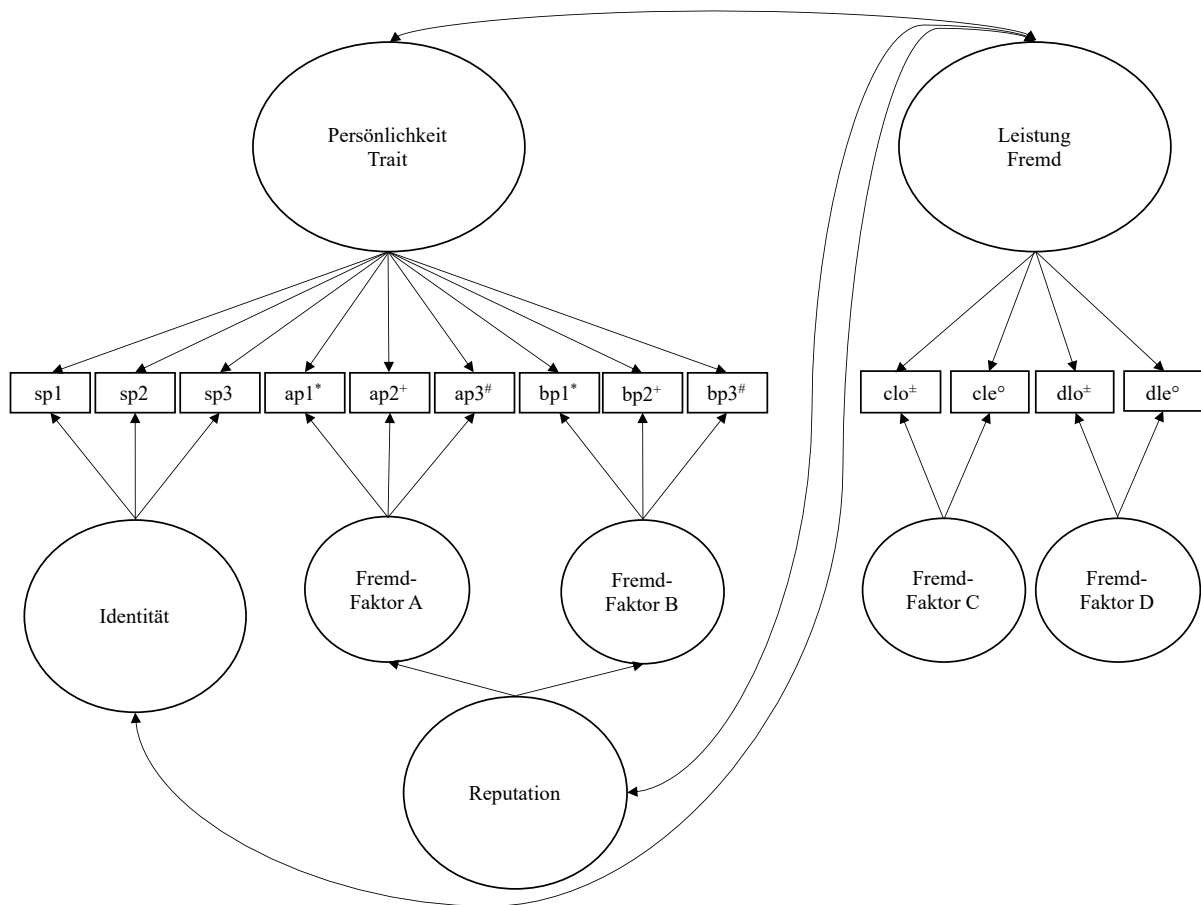 Persönlichkeit
Trait
Leistung
Fremd
sp1
sp2
sp3
ap1*
ap2+
ap3#
bp1*
bp2+
bp3#
clo±
cle°
dlo±
dle°
Identität
Fremd-
Faktor A
Fremd-
Faktor B
Fremd-
Faktor C
Fremd-
Faktor D
Reputation